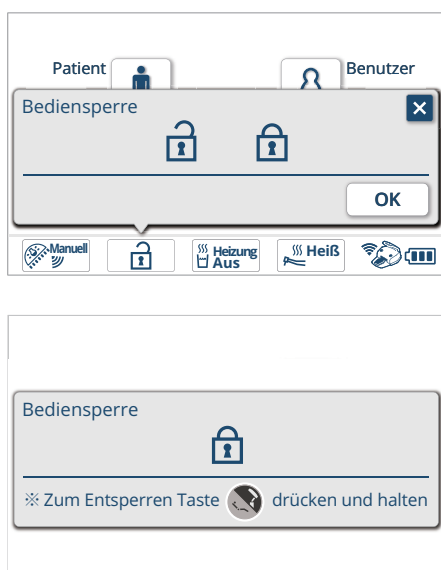 Patient Benutzer
Bediensperre
OK
Manuell Heizung Aus Heiß
Bediensperre
※ Zum Entsperren Taste drücken und halten